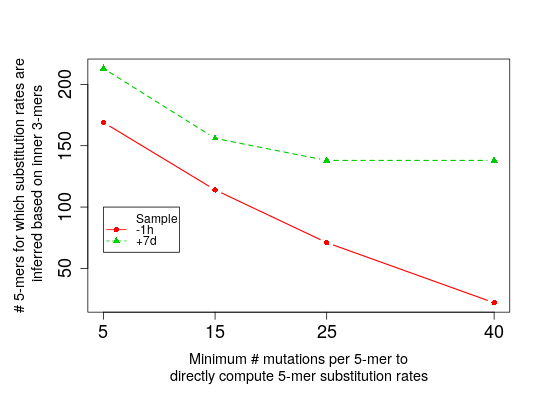 # 5-mers for which substitution rates are
inferred based on inner 3-mers
200
150
100
50
Sample
-1h
+7d
5 15 25 40
Minimum # mutations per 5-mer to
directly compute 5-mer substitution rates